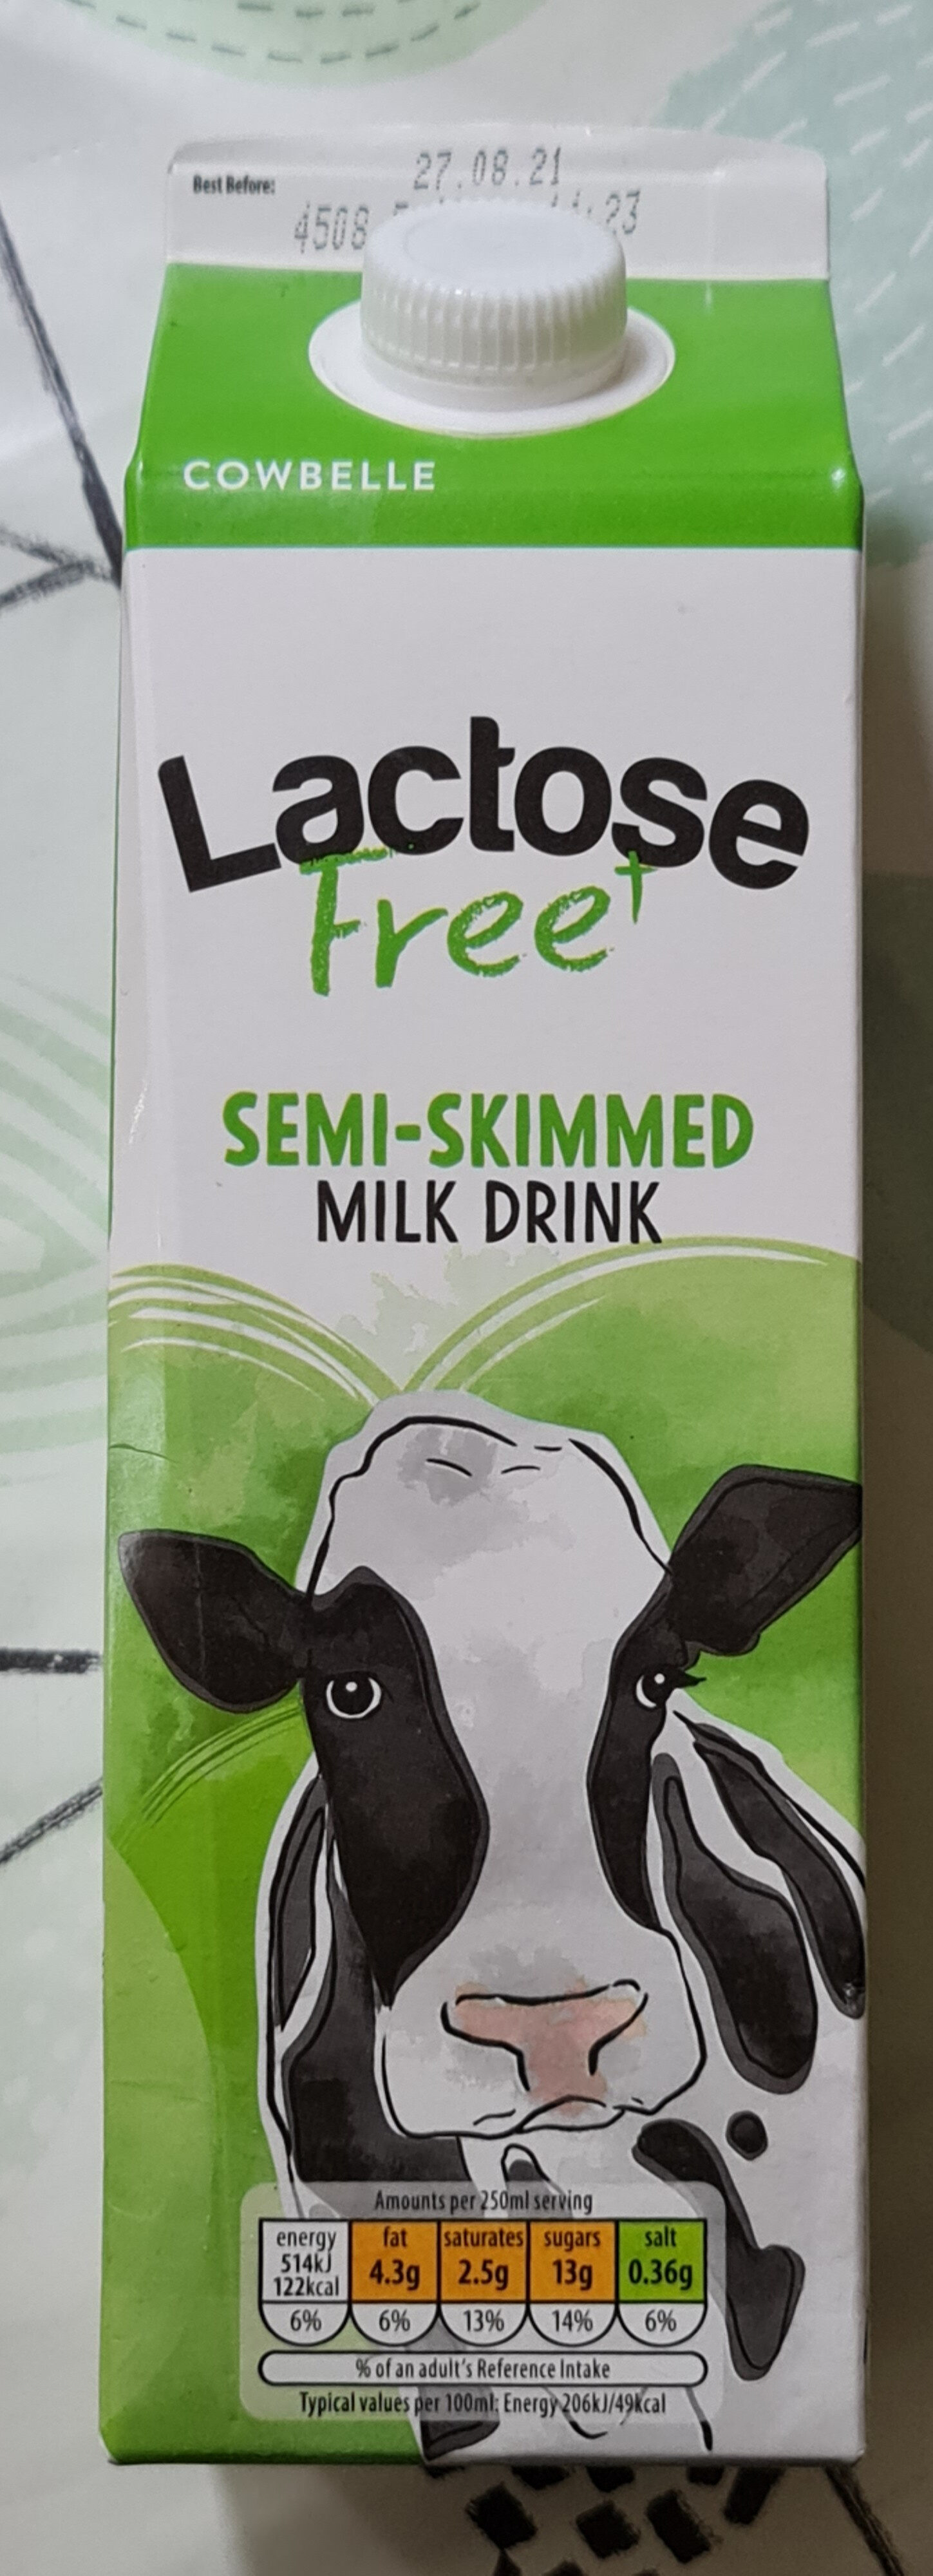 Best Before:
27.08.21
4508 23
COWBELLE
Lactose
Free†
SEMI-SKIMMED
MILK DRINK
Amounts per 250ml serving
energy fat saturates sugars salt
514kJ
122kcal 4.3g 2.5g 13g 0.36g
6% 6% 13% 14% 6%
% of an adult's Reference Intake
Typical values per 100ml: Energy 206kJ/49kcal